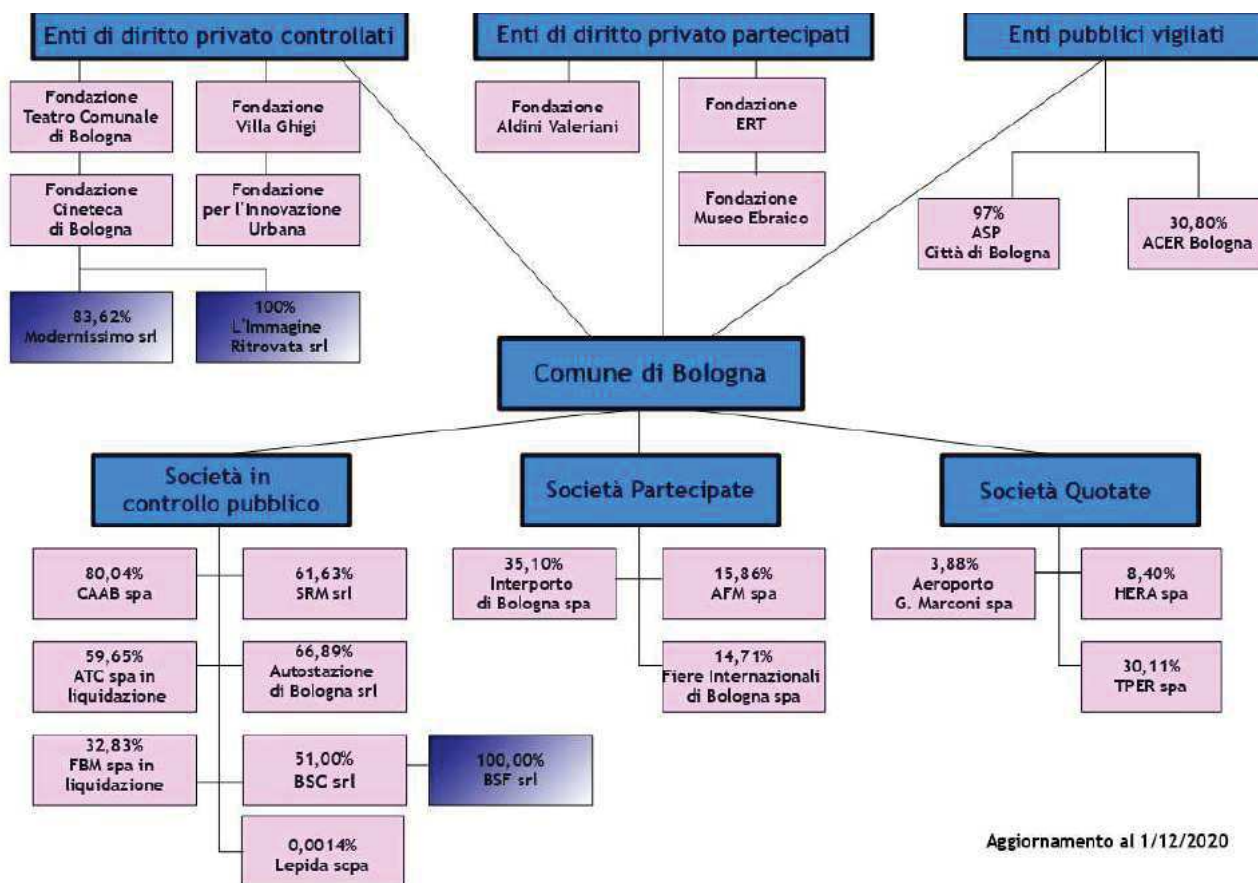 Enti di diritto privato controllati
Enti di diritto privato partecipati
Enti pubblici vigilati
Fondazione
Teatro Comunale
di Bologna
Fondazione
Villa Ghigi
Fondazione
Aldini Valeriani
Fondazione
ERT
Fondazione
Cineteca
di Bologna
Fondazione
per l'Innovazione
Urbana
Fondazione
Museo Ebraico
97%
ASP
Città di Bologna
30,80%
ACER Bologna
83,62%
Modernissimo srl
100%
L'Immagine
Ritrovata srl
Comune di Bologna
Società in
controllo pubblico
Società Partecipate
Società Quotate
80,04%
CAAB spa
61,63%
SRM srl
35,10%
Interporto
di Bologna spa
15,86%
AFM spa
3,88%
Aeroporto
G. Marconi spa
8,40%
HERA spa
59,65%
ATC spa in
liquidazione
66,89%
Autostazione
di Bologna srl
14,71%
Fiere Internazionali
di Bologna spa
30,11%
TPER spa
32,83%
FBM spa in
liquidazione
51,00%
BSC srl
100,00%
BSF srl
0,0014%
Lepida scpa
Aggiornamento al 1/12/2020